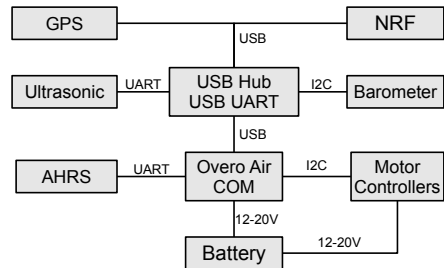 GPS
NRF
USB
Ultrasonic
UART
USB Hub
USB UART
I2C
Barometer
USB
AHRS
UART
Overo Air
COM
I2C
Motor
Controllers
12-20V
Battery
12-20V